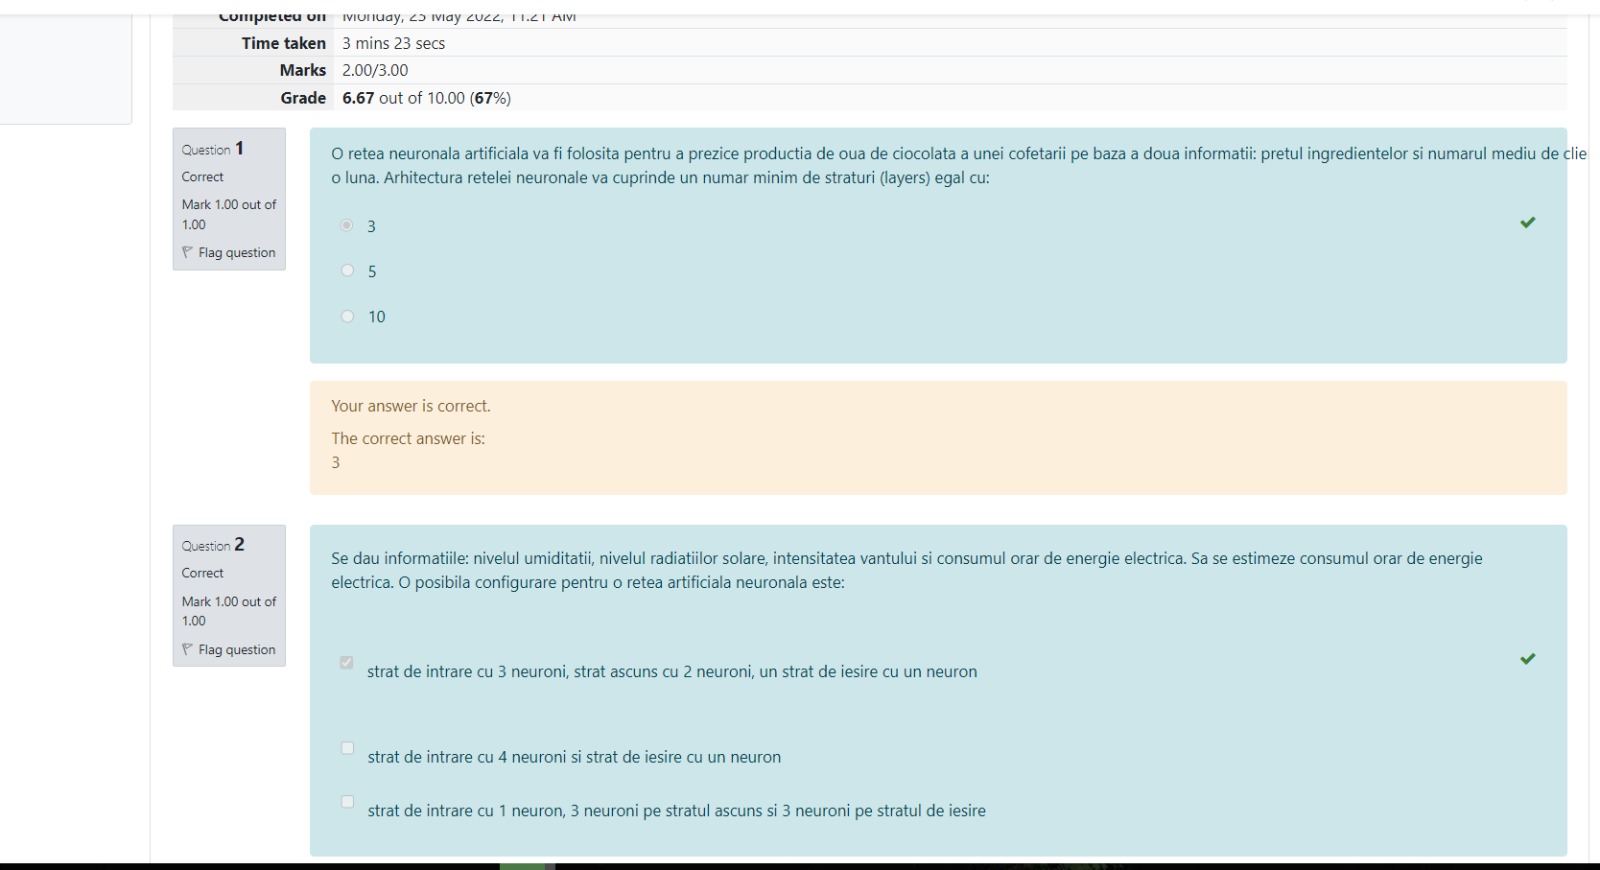 Completed on Monday, 23 May 2022, 11:21 AM
Time taken 3 mins 23 secs
Marks 2.00/3.00
Grade 6.67 out of 10.00 (67%)
Question 1
Correct
Mark 1.00 out of
1.00
Flag question
O retea neuronala artificiala va fi folosita pentru a prezice productia de oua de ciocolata a unei cofetarii pe baza a doua informatii: pretul ingredientelor si numarul mediu de clie
o luna. Arhitectura retelei neuronale va cuprinde un numar minim de straturi (layers) egal cu:
3
5
10
Your answer is correct.
The correct answer is:
3
Question 2
Correct
Mark 1.00 out of
1.00
Flag question
Se dau informatiile: nivelul umiditatii, nivelul radiatiilor solare, intensitatea vantului si consumul orar de energie electrica. Sa se estimeze consumul orar de energie
electrica. O posibila configurare pentru o retea artificiala neuronala este:
strat de intrare cu 3 neuroni, strat ascuns cu 2 neuroni, un strat de iesire cu un neuron
strat de intrare cu 4 neuroni si strat de iesire cu un neuron
strat de intrare cu 1 neuron, 3 neuroni pe stratul ascuns si 3 neuroni pe stratul de iesire